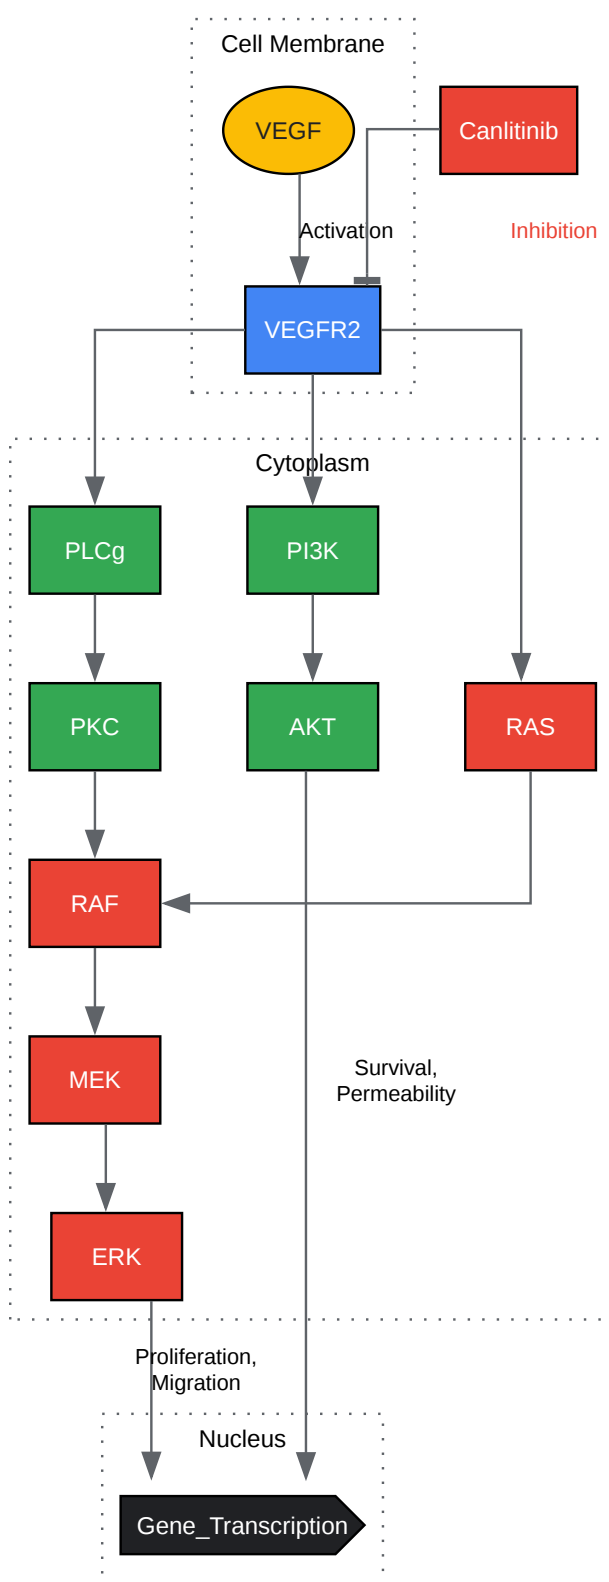 Cell Membrane
VEGF
Canlitinib
Activation
Inhibition
VEGFR2
Cytoplasm
PLCg
PI3K
PKC
AKT
RAS
RAF
MEK
Survival,
Permeability
ERK
Proliferation,
Migration
Nucleus
Gene_Transcription